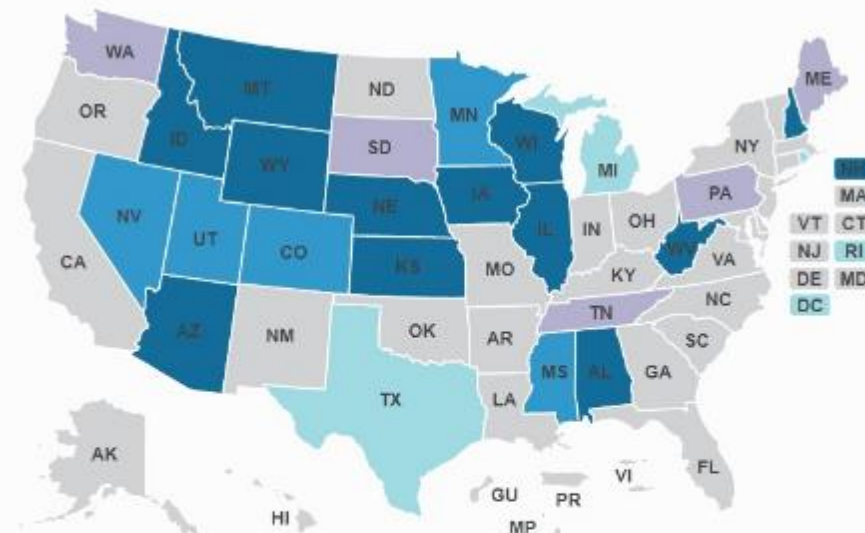 WA
ME
MT
ND
OR
MN
ID
WI
NY
SD
WY
MI
NH
PA
MA
IA
NE
NV
OH
VT CT
UT
IL
IN
CO
WV
NJ RI
CA
KS
MO
VA
KY
DE MD
NC
DC
TN
AZ
OK
NM
AR
SC
MS
AL
GA
TX
LA
AK
FL
VI
GU
PR
HI
MP